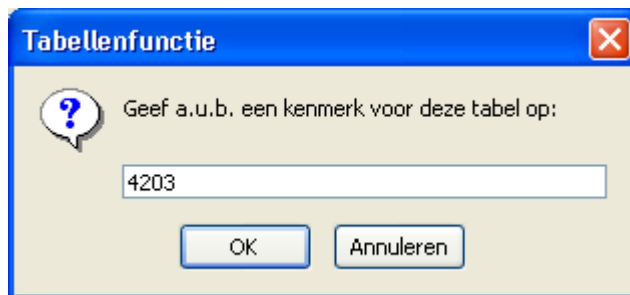 Tabellenfunctie
Geef a.u.b. een kenmerk voor deze tabel op:
4203
OK
Annuleren